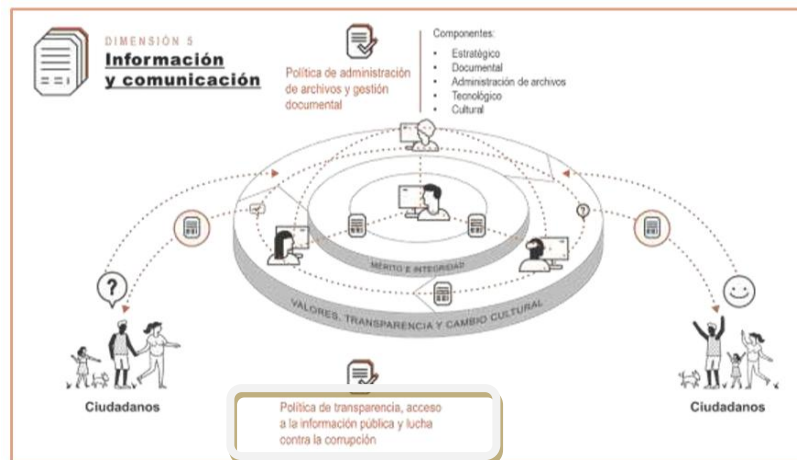 DIMENSIÓN 5
Información
y comunicación
Política de administración
de archivos y gestión
documental
Componentes:
• Estratégico
• Documental
• Administración de archivos
• Tecnológico
• Cultural
?
?
MÉRITO E INTEGRIDAD
VALORES, TRANSPARENCIA Y CAMBIO CULTURAL
Ciudadanos
Ciudadanos
Política de transparencia, acceso
a la información pública y lucha
contra la corrupción